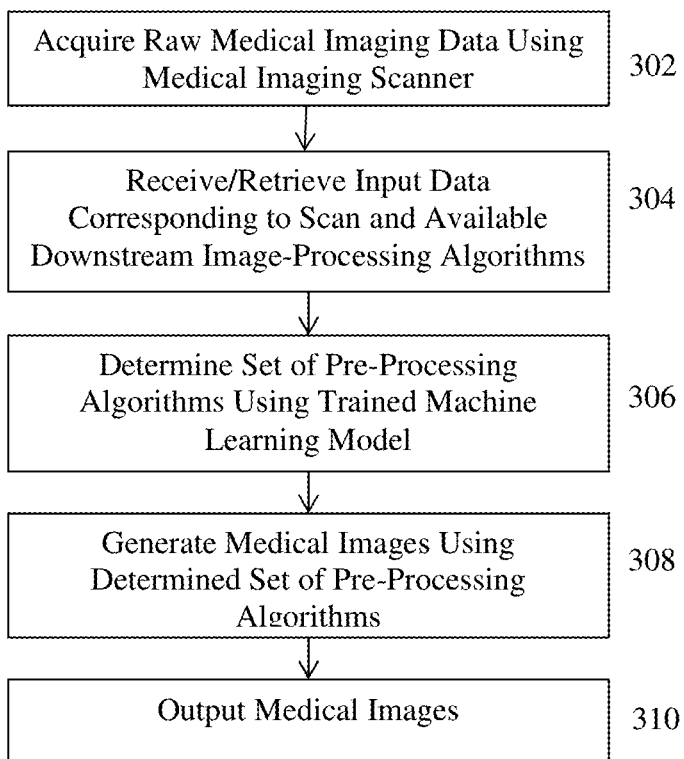 Acquire Raw Medical Imaging Data Using
Medical Imaging Scanner
302
Receive/Retrieve Input Data
Corresponding to Scan and Available
Downstream Image-Processing Algorithms
304
Determine Set of Pre-Processing
Algorithms Using Trained Machine
Learning Model
306
Generate Medical Images Using
Determined Set of Pre-Processing
Algorithms
308
Output Medical Images
310